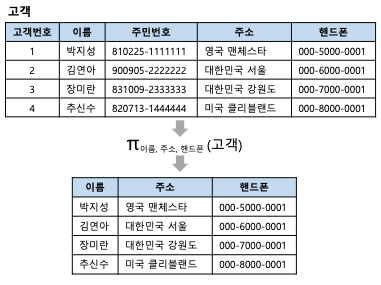 고객
고객번호 이름 주민번호 주소 핸드폰
1 박지성 810225-1111111 영국 맨체스타 000-5000-0001
2 김연아 900905-2222222 대한민국 서울 000-6000-0001
3 장미란 831009-2333333 대한민국 강원도 000-7000-0001
4 추신수 820713-1444444 미국 클리블랜드 000-8000-0001
π이름, 주소, 핸드폰 (고객)
이름 주소 핸드폰
박지성 영국 맨체스타 000-5000-0001
김연아 대한민국 서울 000-6000-0001
장미란 대한민국 강원도 000-7000-0001
추신수 미국 클리블랜드 000-8000-0001